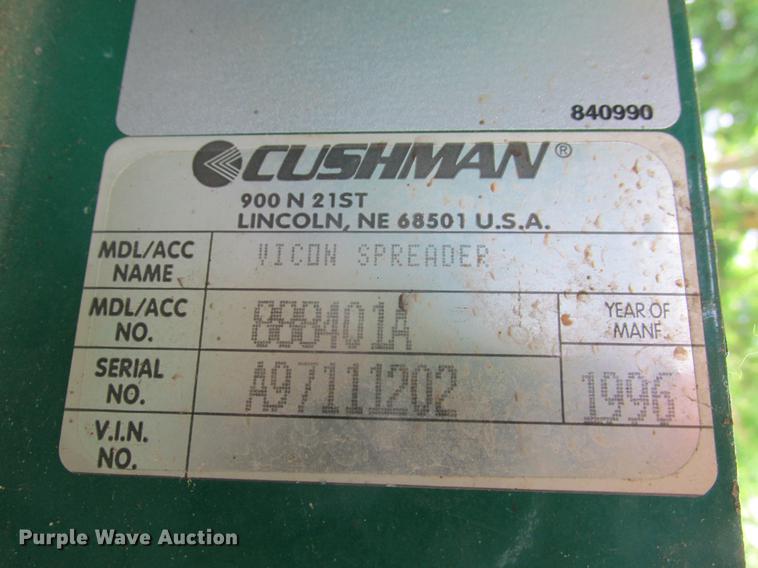 840990
CUSHMAN®
900 N 21ST
LINCOLN, NE 68501 U.S.A.
MDL/ACC NAME VICON SPREADER
MDL/ACC NO. 888401A
YEAR OF MANF. 1996
SERIAL NO. A97111202
V.I.N. NO.
Purple Wave Auction